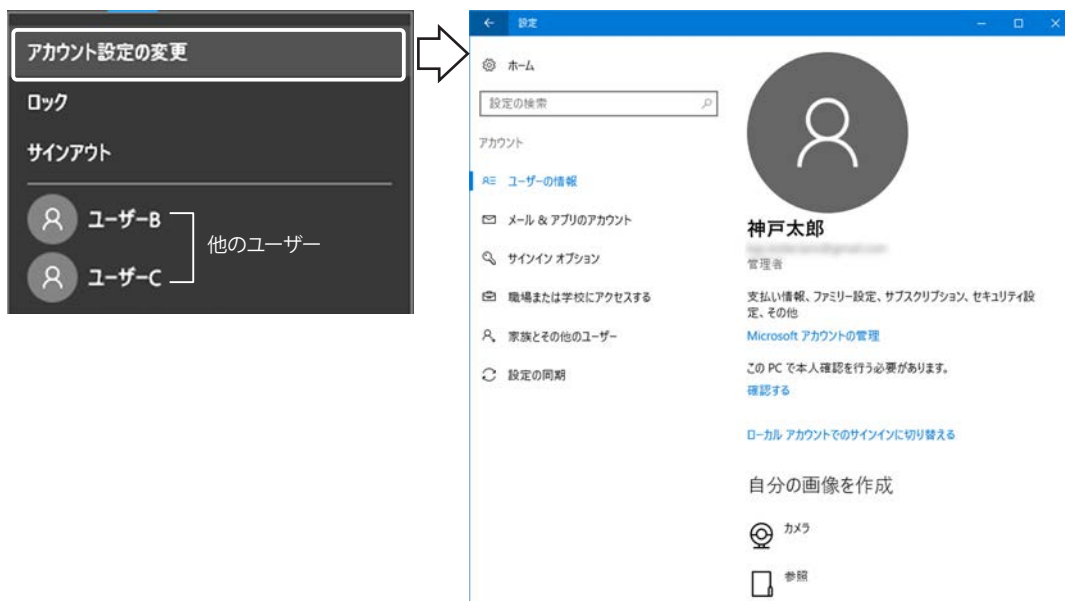 アカウント設定の変更
ロック
サインアウト
ユーザーB
ユーザーC
他のユーザー
設定
ホーム
設定の検索
アカウント
ユーザーの情報
メール & アプリのアカウント
サインイン オプション
職場または学校にアクセスする
家族とその他のユーザー
設定の同期
神戸太郎
管理者
支払い情報、ファミリー設定、サブスクリプション、セキュリティ設
定、その他
Microsoft アカウントの管理
この PC で本人確認を行う必要があります。
確認する
ローカル アカウントでのサインインに切り替える
自分の画像を作成
カメラ
参照